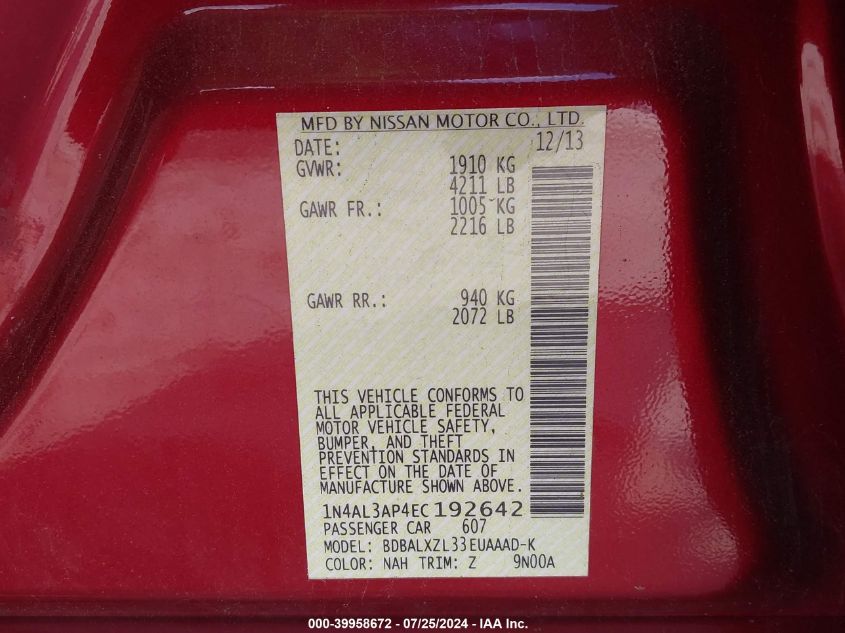 MFD BY NISSAN MOTOR CO., LTD.
DATE: 12/13
GVWR: 1910 KG
4211 LB
GAWR FR.: 1005 KG
2216 LB
GAWR RR.: 940 KG
2072 LB
THIS VEHICLE CONFORMS TO
ALL APPLICABLE FEDERAL
MOTOR VEHICLE SAFETY,
BUMPER, AND THEFT
PREVENTION STANDARDS IN
EFFECT ON THE DATE OF
MANUFACTURE SHOWN ABOVE.
1N4AL3AP4EC192642
PASSENGER CAR 607
MODEL: BDBALXZL33EUAAAD-K
COLOR: NAH TRIM: Z 9N00A
000-39958672 - 07/25/2024 - IAA Inc.